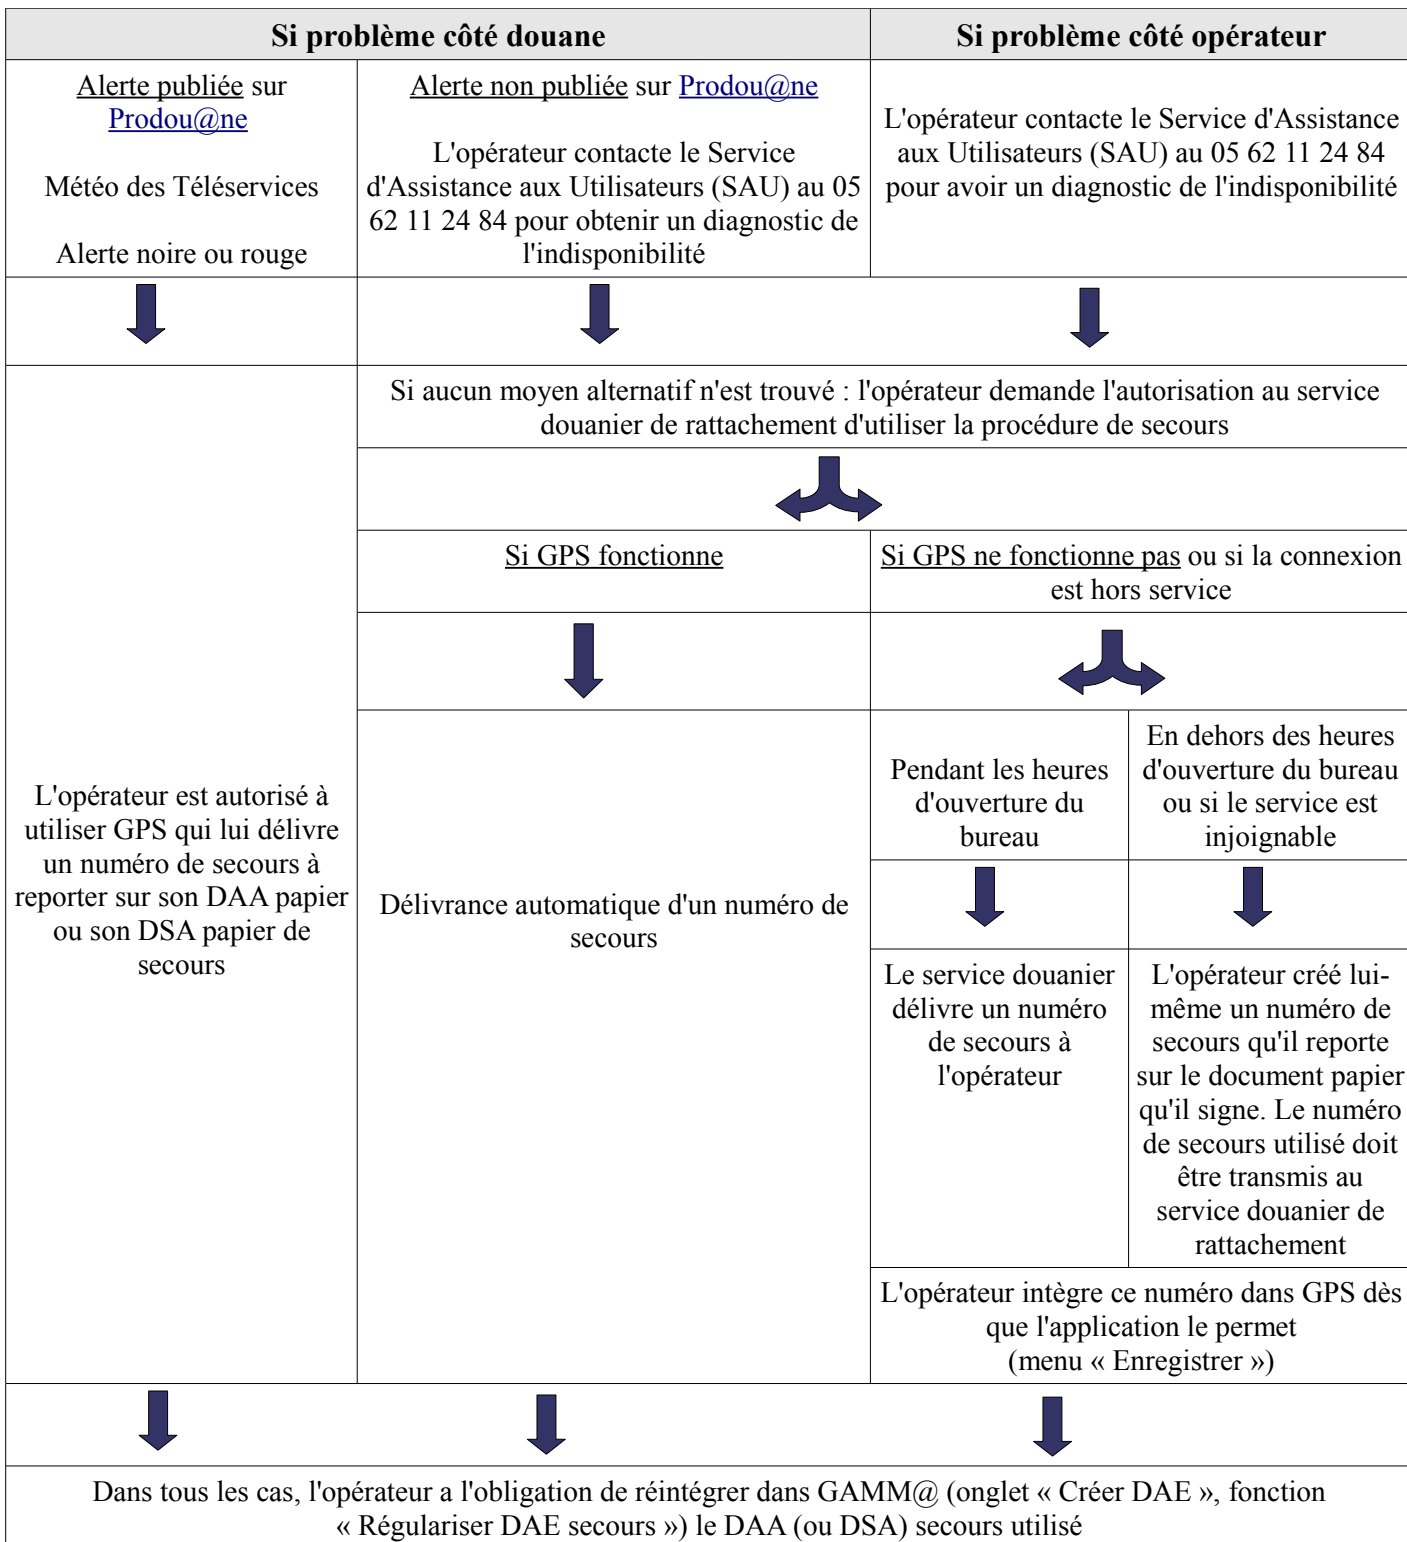 Si problème côté douane
Si problème côté opérateur
Alerte publiée sur
Prodou@ne
Météo des Téléservices
Alerte noire ou rouge
Alerte non publiée sur Prodou@ne
L'opérateur contacte le Service
d'Assistance aux Utilisateurs (SAU) au 05
62 11 24 84 pour obtenir un diagnostic de
l'indisponibilité
L'opérateur contacte le Service d'Assistance
aux Utilisateurs (SAU) au 05 62 11 24 84
pour avoir un diagnostic de l'indisponibilité
L'opérateur est autorisé à
utiliser GPS qui lui délivre
un numéro de secours à
reporter sur son DAA papier
ou son DSA papier de
secours
Si aucun moyen alternatif n'est trouvé : l'opérateur demande l'autorisation au service
douanier de rattachement d'utiliser la procédure de secours
Si GPS fonctionne
Si GPS ne fonctionne pas ou si la connexion
est hors service
Délivrance automatique d'un numéro de
secours
Pendant les heures
d'ouverture du
bureau
En dehors des heures
d'ouverture du bureau
ou si le service est
injoignable
Le service douanier
délivre un numéro
de secours à
l'opérateur
L'opérateur créé lui-
même un numéro de
secours qu'il reporte
sur le document papier
qu'il signe. Le numéro
de secours utilisé doit
être transmis au
service douanier de
rattachement
L'opérateur intègre ce numéro dans GPS dès
que l'application le permet
(menu « Enregistrer »)
Dans tous les cas, l'opérateur a l'obligation de réintégrer dans GAMM@ (onglet « Créer DAE », fonction
« Régulariser DAE secours ») le DAA (ou DSA) secours utilisé